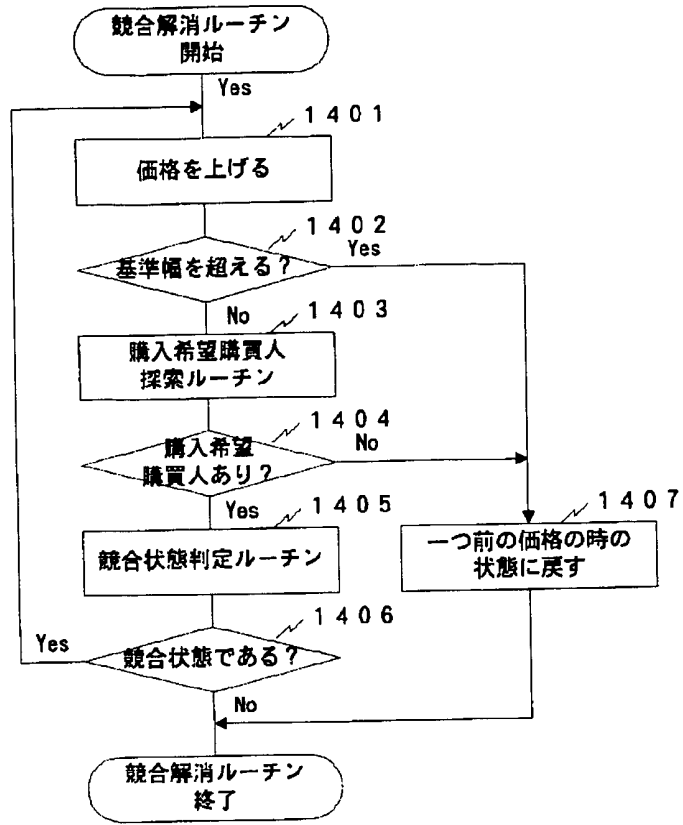 競合解消ルーチン
開始
Yes
1401
価格を上げる
1402
Yes
基準幅を超える？
No
1403
購入希望購買人
探索ルーチン
1404
No
購入希望
購買人あり？
Yes
1405
1407
競合状態判定ルーチン
一つ前の価格の時の
状態に戻す
1406
Yes
競合状態である？
No
競合解消ルーチン
終了